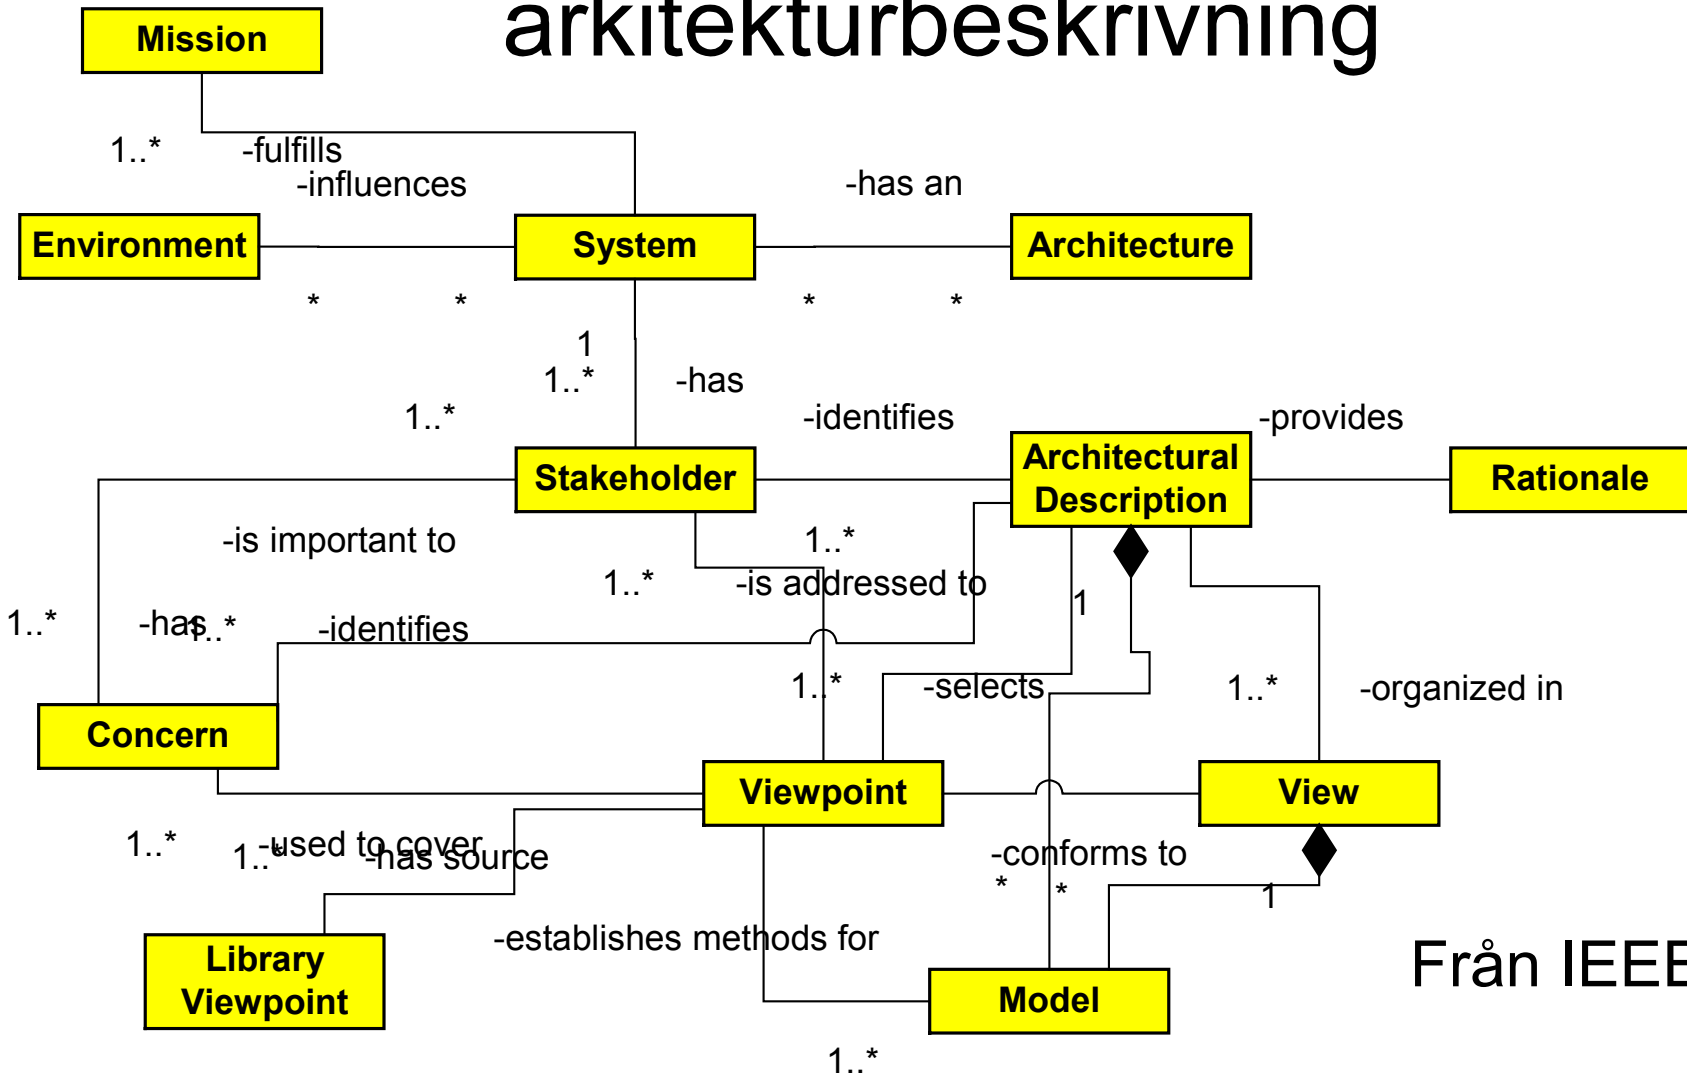 arkitekturbeskrivning
Mission
1..*
-fulfills
-influences
-has an
Environment
System
Architecture
*
*
*
*
1
1..*
-has
1..*
-identifies
-provides
Stakeholder
Architectural
Description
Rationale
-is important to
1..*
1..*
-is addressed to
1
1..*
-has
1..*
-identifies
1..*
-selects
1..*
-organized in
Concern
Viewpoint
View
1..*
-used to cover
1..*
-has source
-conforms to
*
*
1
-establishes methods for
Library
Viewpoint
Model
Från IEEE
1..*